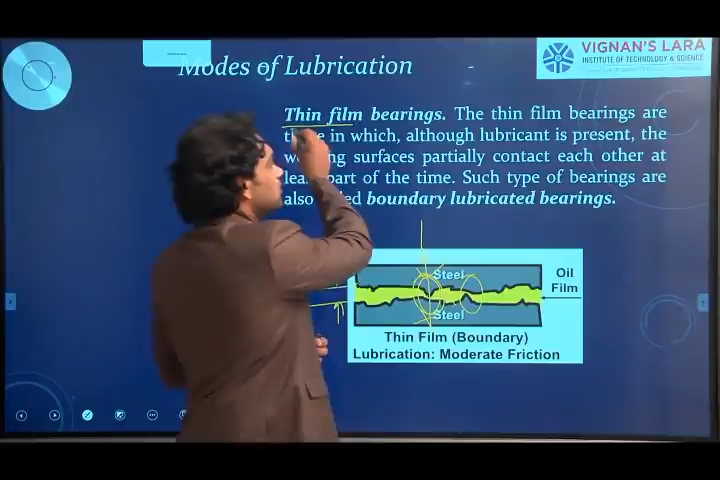 Modes of Lubrication
VIGNAN'S LARA
INSTITUTE OF TECHNOLOGY & SCIENCE
Thin film bearings. The thin film bearings are
in which, although lubricant is present, the
surfaces partially contact each other at
part of the time. Such type of bearings are
also boundary lubricated bearings.
Steel
Oil
Film
Steel
Thin Film (Boundary)
Lubrication: Moderate Friction